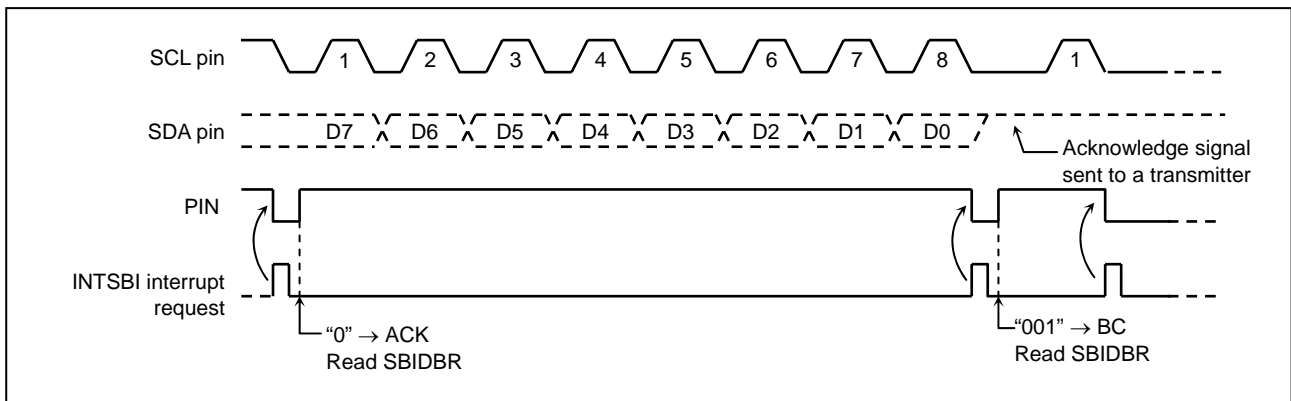 SCL pin
1 2 3 4 5 6 7 8 1
SDA pin
D7 D6 D5 D4 D3 D2 D1 D0
Acknowledge signal
sent to a transmitter
PIN
INTSBI interrupt
request
“0” → ACK
Read SBIDBR
“001” → BC
Read SBIDBR